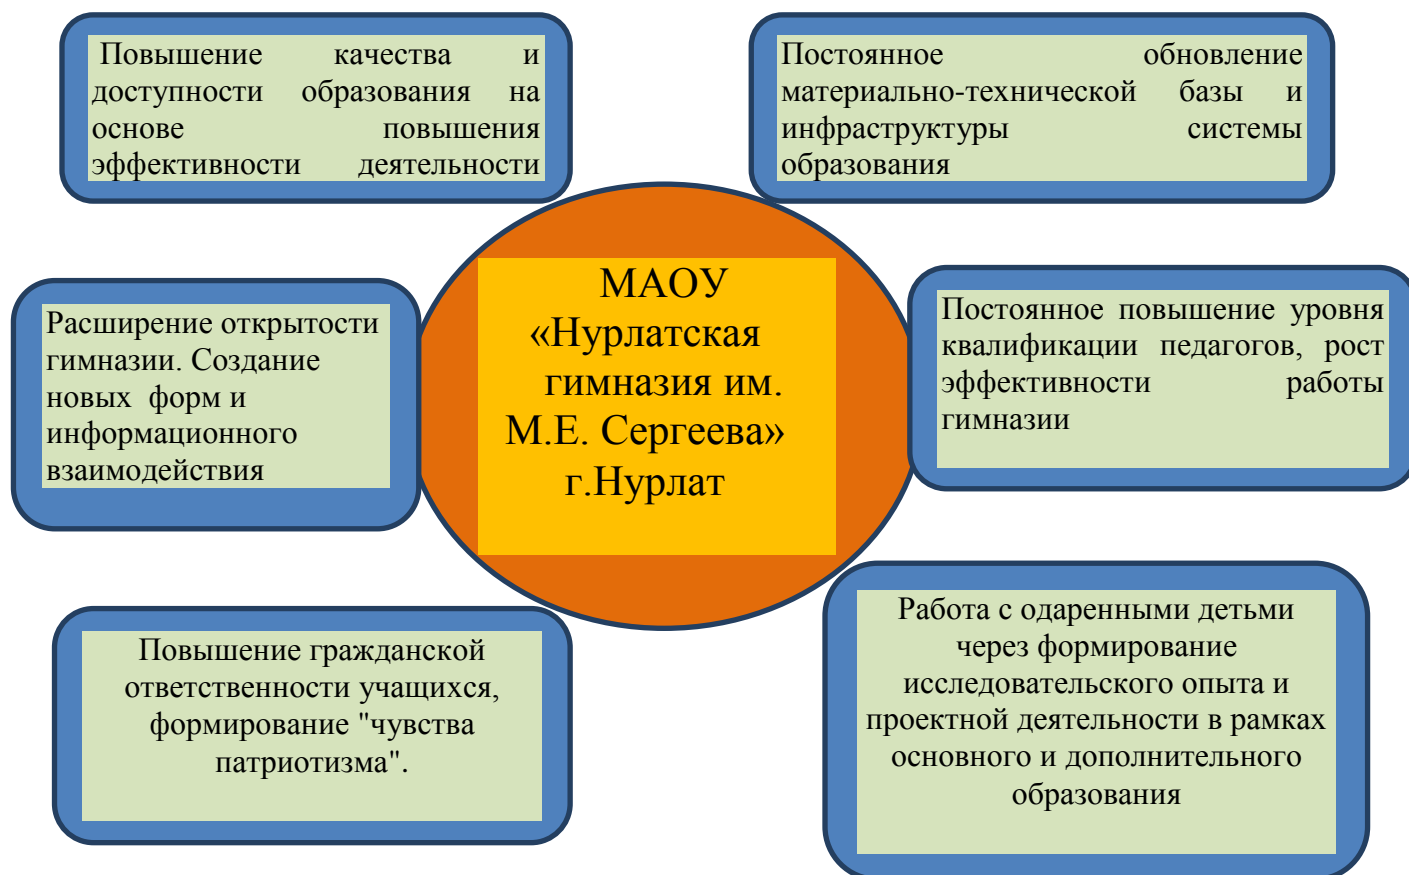 Повышение качества и
доступности образования на
основе повышения
эффективности деятельности
Постоянное обновление
материально-технической базы и
инфраструктуры системы
образования
МАОУ
«Нурлатская
гимназия им.
М.Е. Сергеева»
г.Нурлат
Расширение открытости
гимназии. Создание
новых форм и
информационного
взаимодействия
Постоянное повышение уровня
квалификации педагогов, рост
эффективности работы
гимназии
Повышение гражданской
ответственности учащихся,
формирование "чувства
патриотизма".
Работа с одаренными детьми
через формирование
исследовательского опыта и
проектной деятельности в рамках
основного и дополнительного
образования